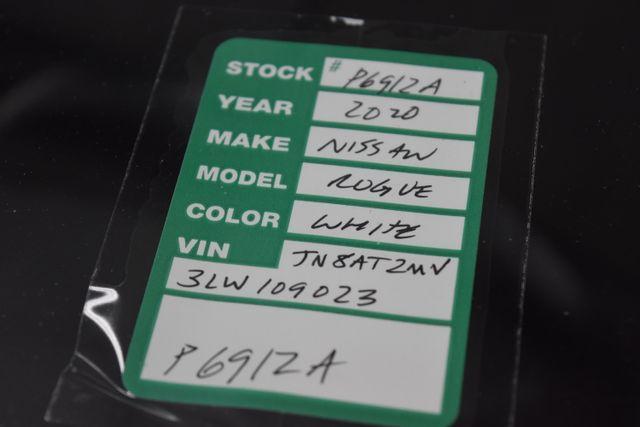 STOCK # P6912A
YEAR 2020
MAKE NISSAN
MODEL ROGUE
COLOR WHITE
VIN JN8AT2MV
3LW109023
P6912A